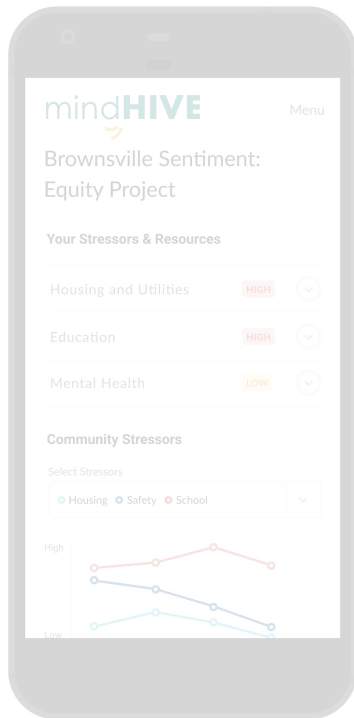 mindHIVE
Menu
Brownsville Sentiment:
Equity Project
Your Stressors & Resources
Housing and Utilities HIGH
Education HIGH
Mental Health LOW
Community Stressors
Select Stressors
Housing Safety School
High
Low